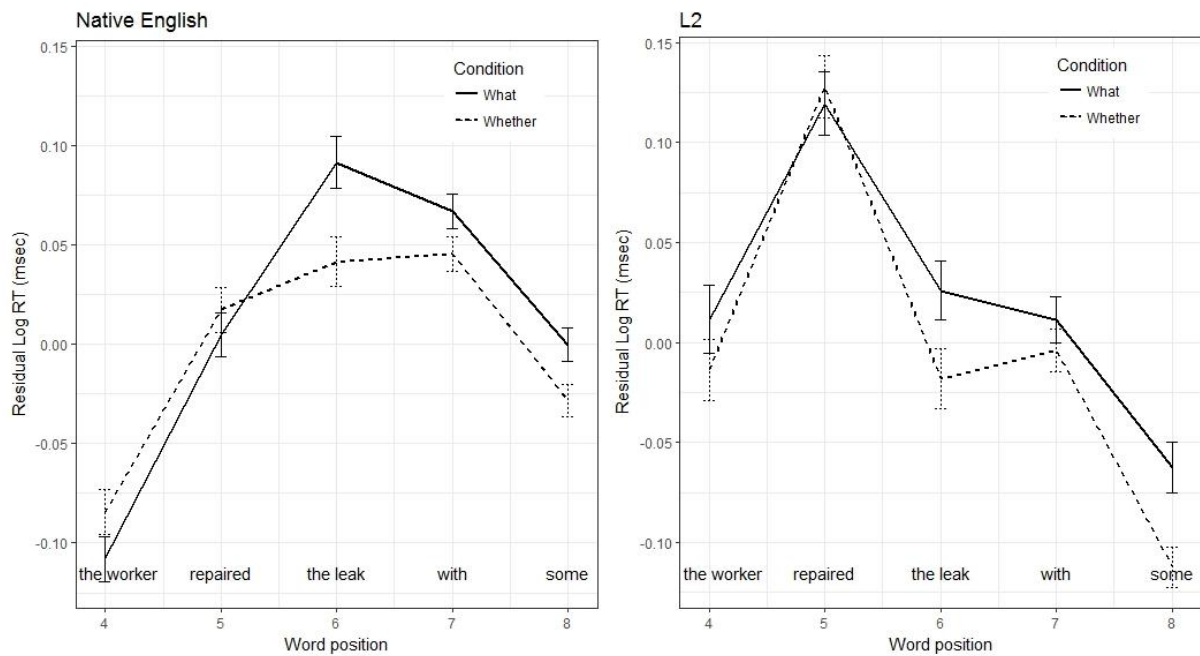 Native English
0.15
0.10
0.05
0.00
-0.05
-0.10
Residual Log RT (msec)
Condition
What
Whether
the worker repaired the leak with some
4 5 6 7 8
Word position
L2
0.15
0.10
0.05
0.00
-0.05
-0.10
Residual Log RT (msec)
Condition
What
Whether
the worker repaired the leak with some
4 5 6 7 8
Word position